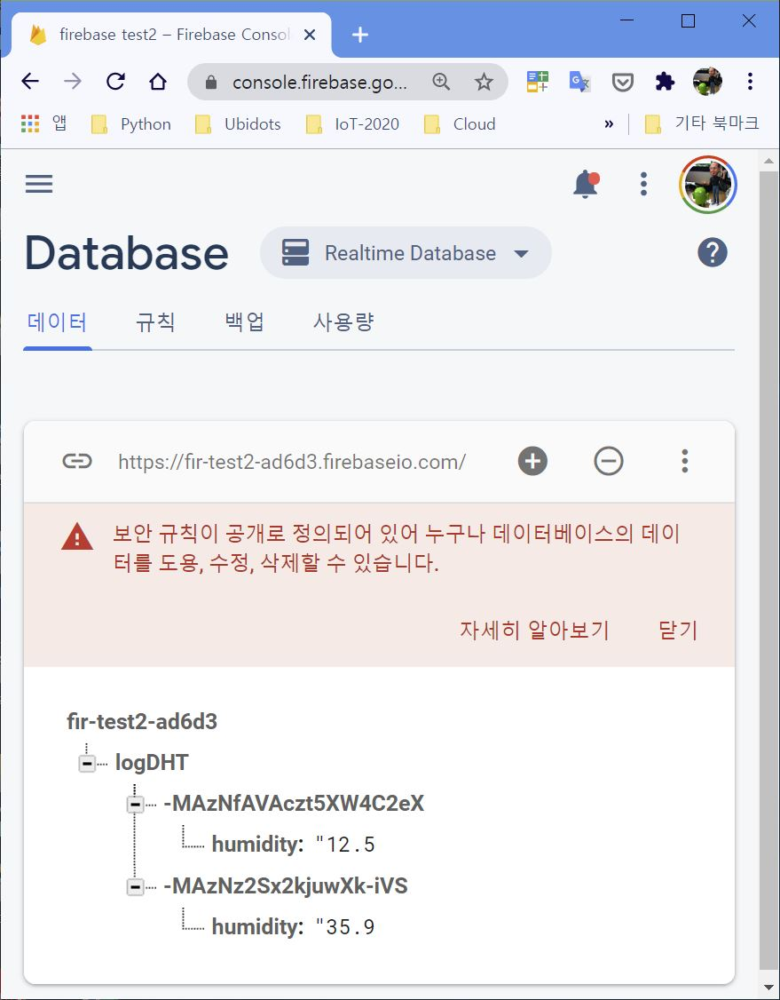 firebase test2 – Firebase Conso
console.firebase.go...
앱 Python Ubidots IoT-2020 Cloud » 기타 북마크
Database Realtime Database
데이터 규칙 백업 사용량
https://fir-test2-ad6d3.firebaseio.com/
보안 규칙이 공개로 정의되어 있어 누구나 데이터베이스의 데이
터를 도용, 수정, 삭제할 수 있습니다.
자세히 알아보기 닫기
fir-test2-ad6d3
logDHT
-MAzNfAVAczt5XW4C2eX
humidity: "12.5
-MAzNz2Sx2kjuwXk-iVS
humidity: "35.9